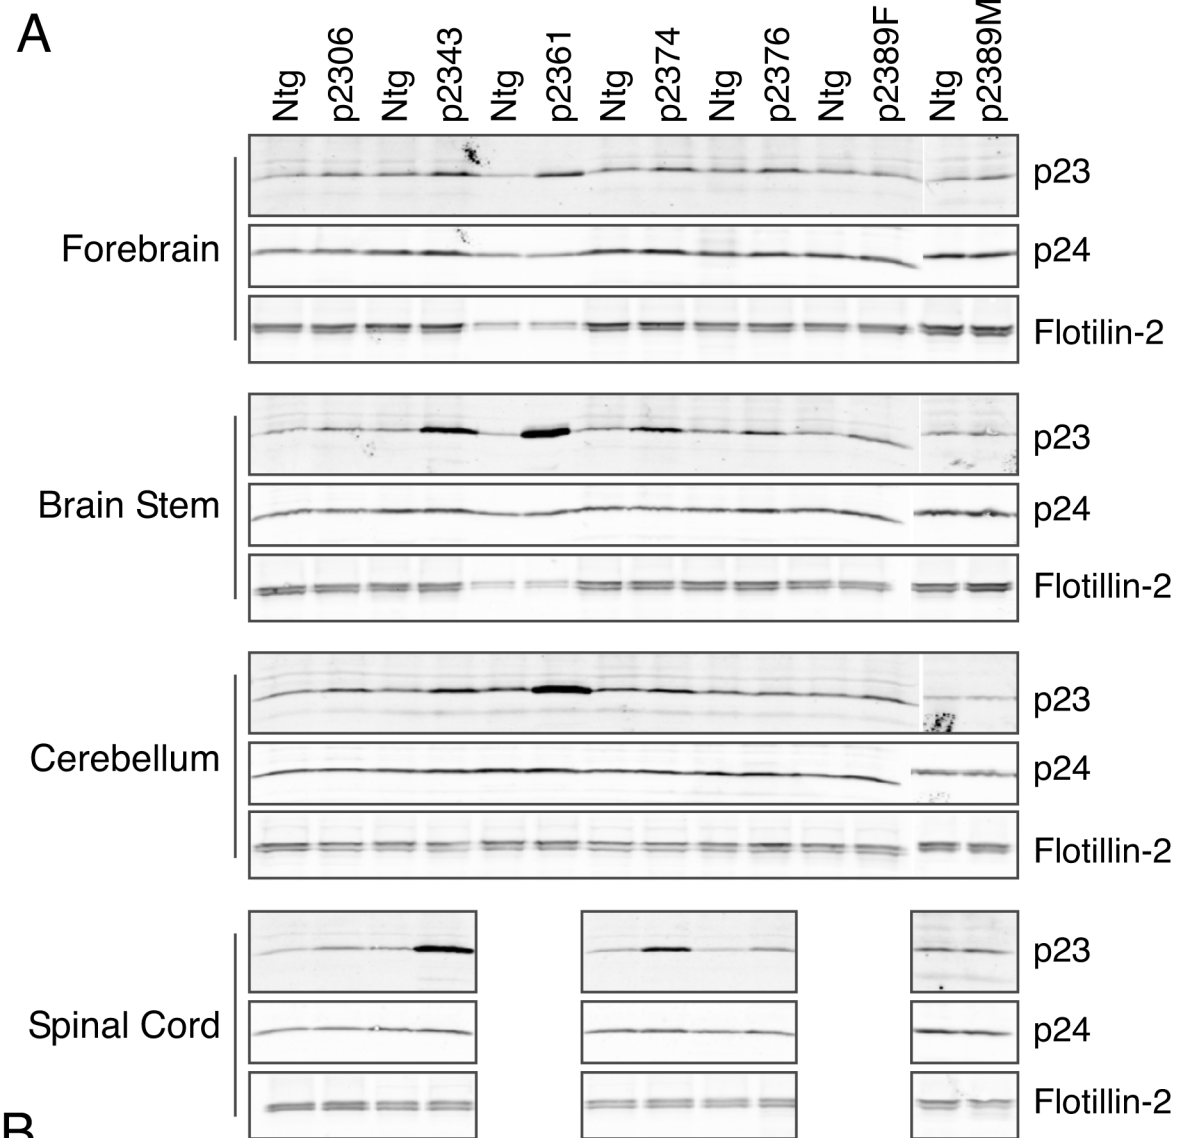 A
Ntg p2306 Ntg p2343 Ntg p2361 Ntg p2374 Ntg p2376 Ntg p2389F Ntg p2389M
p23
Forebrain
p24
Flotilin-2
p23
Brain Stem
p24
Flotillin-2
p23
Cerebellum
p24
Flotillin-2
p23
Spinal Cord
p24
Flotillin-2
B